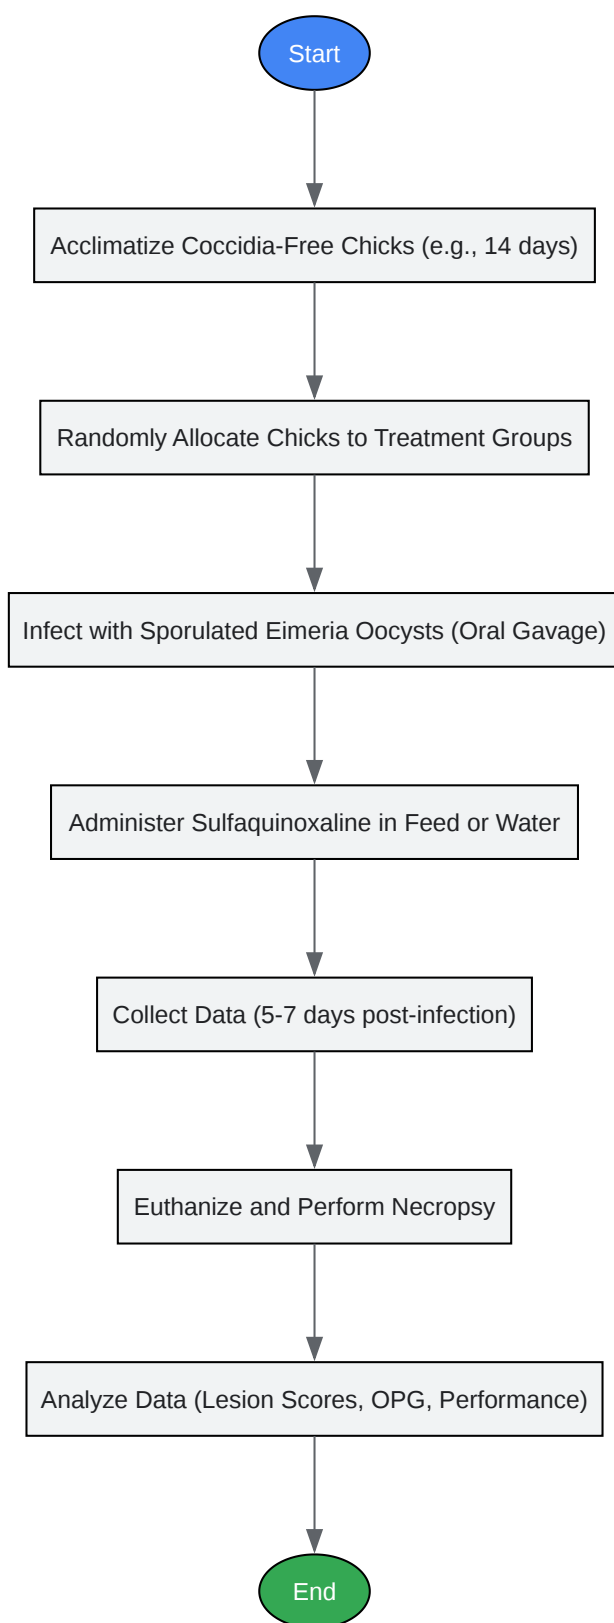 Start
Acclimatize Coccidia-Free Chicks (e.g., 14 days)
Randomly Allocate Chicks to Treatment Groups
Infect with Sporulated Eimeria Oocysts (Oral Gavage)
Administer Sulfaquinoxaline in Feed or Water
Collect Data (5-7 days post-infection)
Euthanize and Perform Necropsy
Analyze Data (Lesion Scores, OPG, Performance)
End